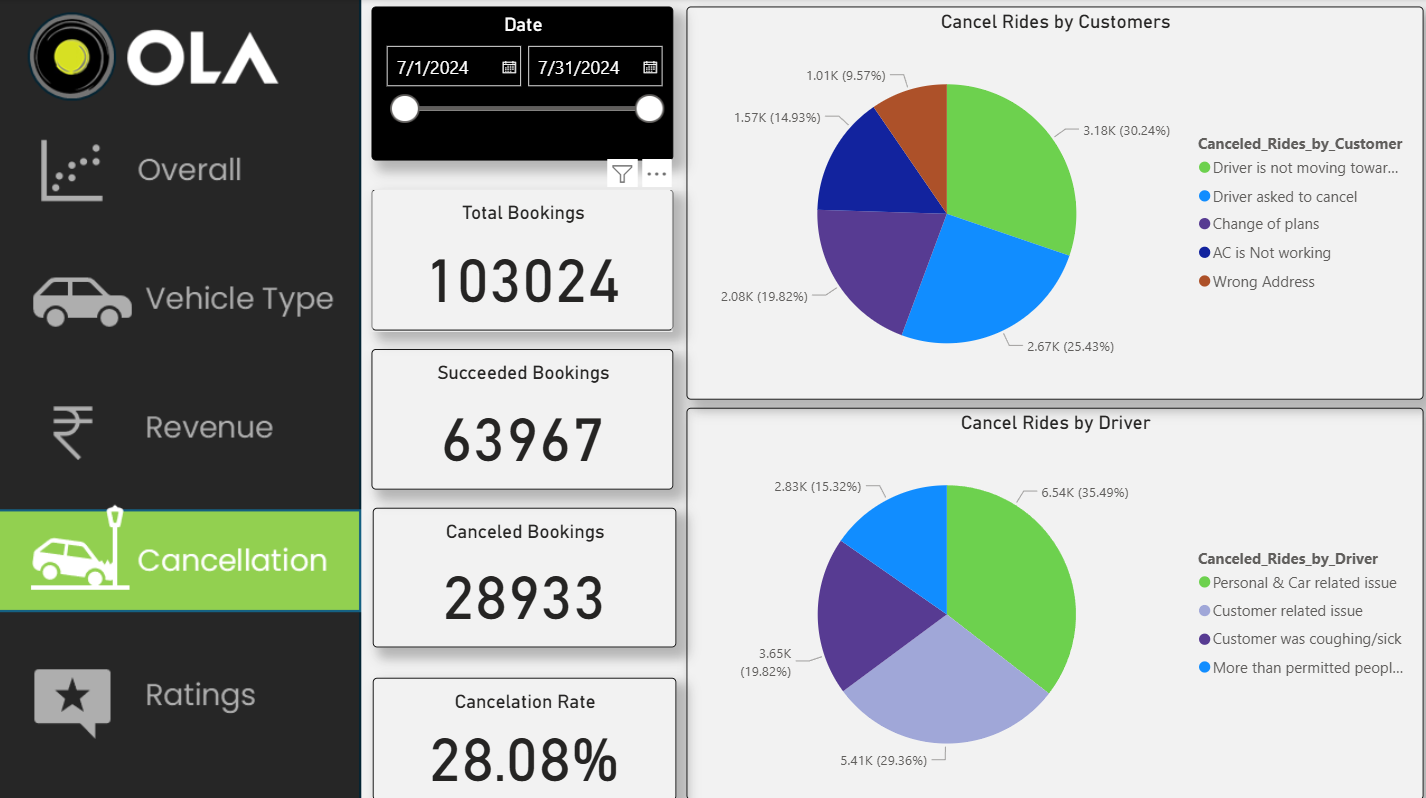 OLA
Overall
Vehicle Type
Revenue
Cancellation
Ratings
Date
7/1/2024
7/31/2024
Total Bookings
103024
Succeeded Bookings
63967
Canceled Bookings
28933
Cancelation Rate
28.08%
Cancel Rides by Customers
1.01K (9.57%)
1.57K (14.93%)
3.18K (30.24%)
2.08K (19.82%)
2.67K (25.43%)
Canceled_Rides_by_Customer
Driver is not moving towar...
Driver asked to cancel
Change of plans
AC is Not working
Wrong Address
Cancel Rides by Driver
2.83K (15.32%)
6.54K (35.49%)
3.65K
(19.82%)
5.41K (29.36%)
Canceled_Rides_by_Driver
Personal & Car related issue
Customer related issue
Customer was coughing/sick
More than permitted peopl...